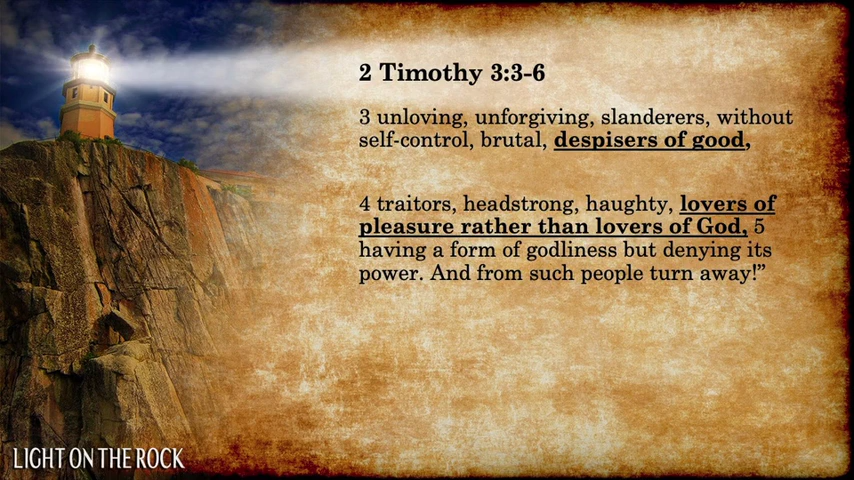 2 Timothy 3:3-6
3 unloving, unforgiving, slanderers, without
self-control, brutal, despisers of good,
4 traitors, headstrong, haughty, lovers of
pleasure rather than lovers of God, 5
having a form of godliness but denying its
power. And from such people turn away!”
LIGHT ON THE ROCK